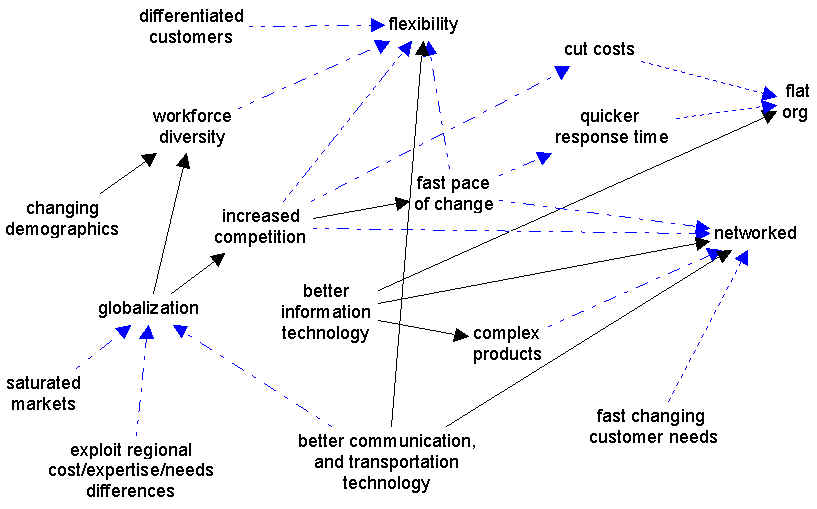 differentiated
customers
flexibility
cut costs
flat
org
workforce
diversity
quicker
response time
changing
demographics
increased
competition
fast pace
of change
networked
globalization
better
information
technology
complex
products
saturated
markets
exploit regional
cost/expertise/needs
differences
better communication,
and transportation
technology
fast changing
customer needs